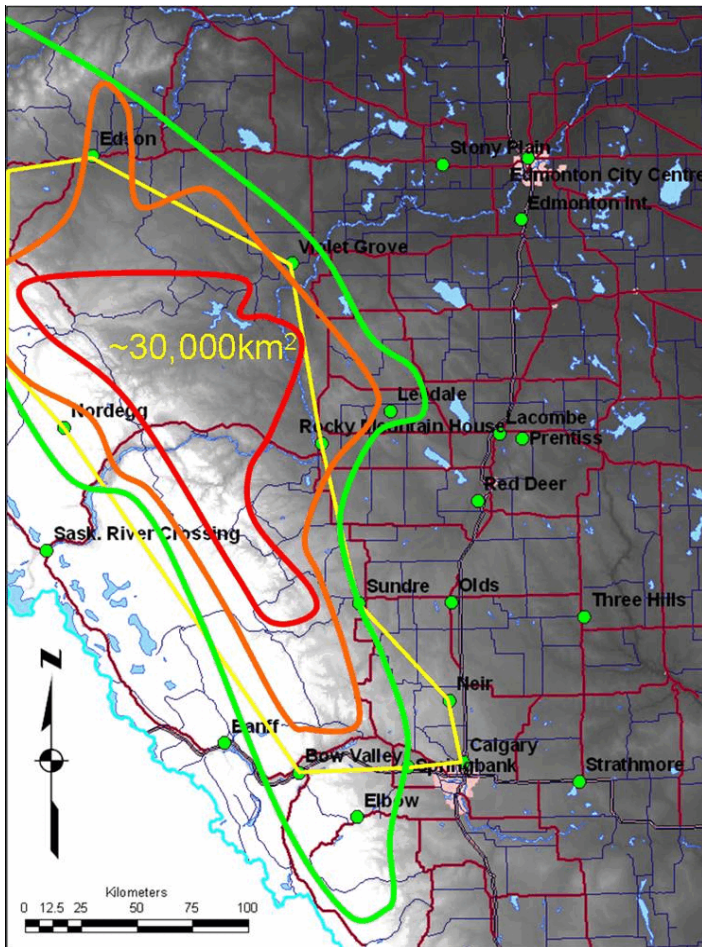 Edson
Stony Plain
Edmonton City Centre
Edmonton Int.
Violet Grove
~30,000km²
Leedale
Nordegg
Rocky Mountain House
Lacombe
Prentiss
Red Deer
Sask. River Crossing
Sundre
Olds
Three Hills
N
Neir
Banff
Bow Valley
Calgary
Springbank
Strathmore
Elbow
Kilometers
0 12.5 25 50 75 100